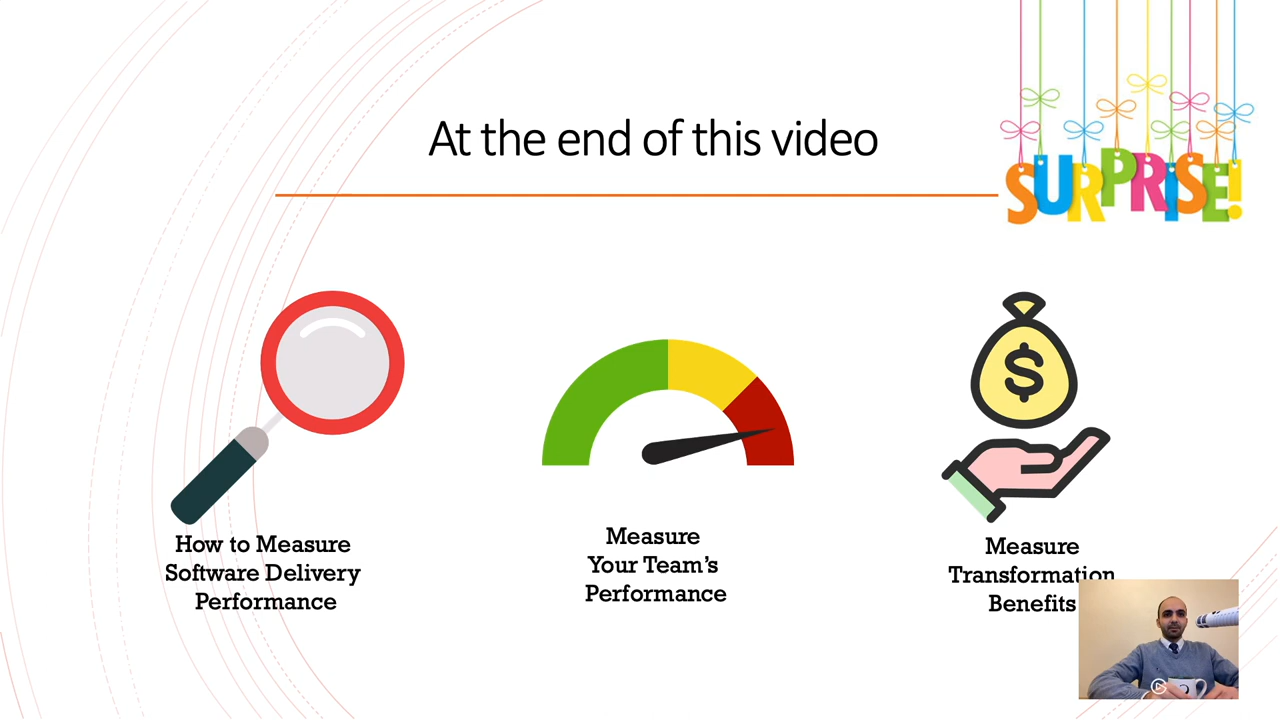 At the end of this video
SURPRISE!
How to Measure
Software Delivery
Performance
Measure
Your Team's
Performance
$
Measure
Transformation
Benefits